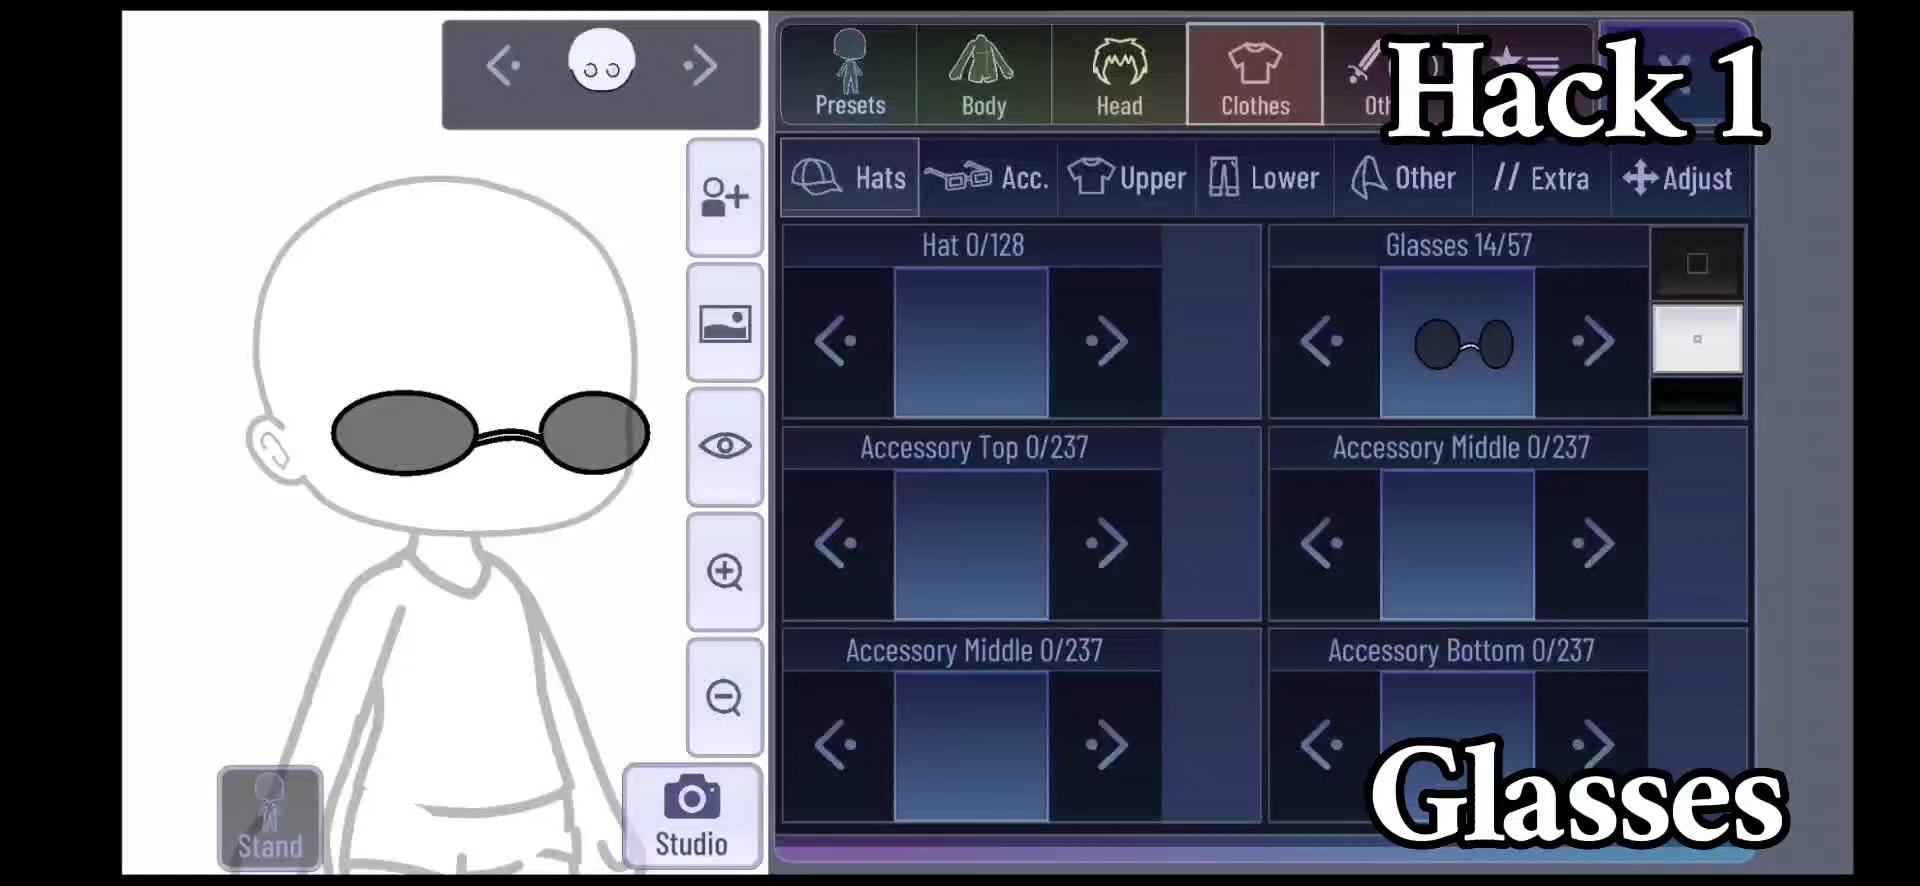 Hack 1
Presets
Body
Head
Clothes
Oth
Hats
Acc.
Upper
Lower
Other
Extra
Adjust
Hat 0/128
Glasses 14/57
Accessory Top 0/237
Accessory Middle 0/237
Accessory Middle 0/237
Accessory Bottom 0/237
Stand
Studio
Glasses